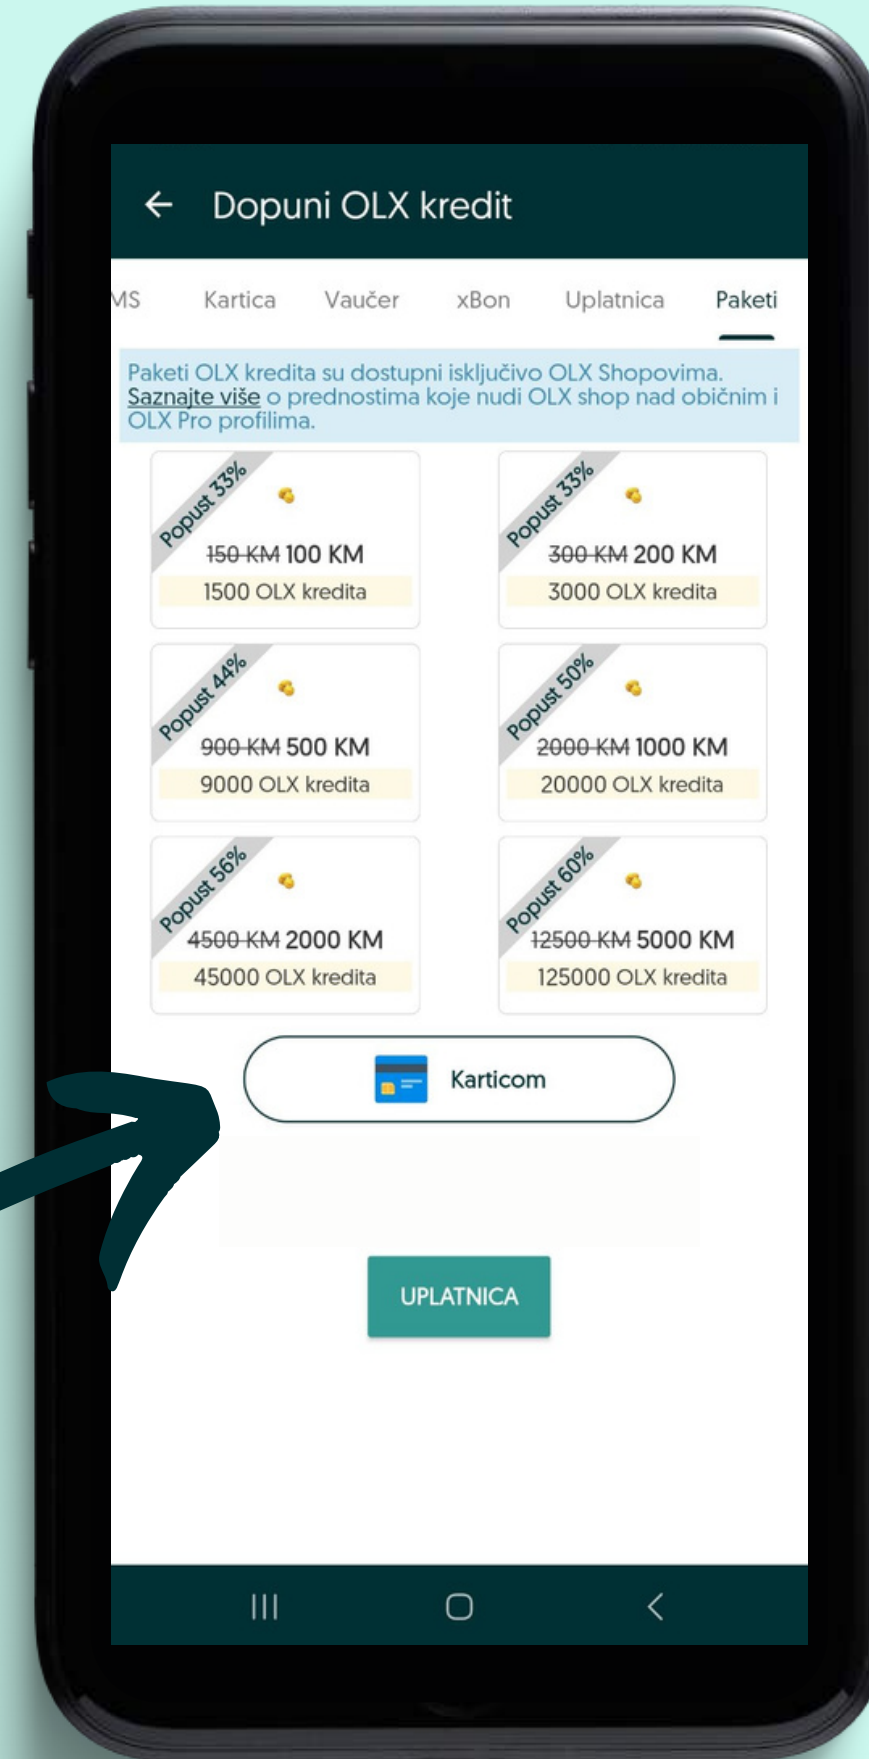 Dopuni OLX kredit
MS Kartica Vaučer xBon Uplatnica Paketi
Paketi OLX kredita su dostupni isključivo OLX Shopovima.
Saznajte više o prednostima koje nudi OLX shop nad običnim i
OLX Pro profilima.
Popust 33%
150 KM 100 KM
1500 OLX kredita
Popust 33%
300 KM 200 KM
3000 OLX kredita
Popust 44%
900 KM 500 KM
9000 OLX kredita
Popust 50%
2000 KM 1000 KM
20000 OLX kredita
Popust 56%
4500 KM 2000 KM
45000 OLX kredita
Popust 60%
12500 KM 5000 KM
125000 OLX kredita
Karticom
UPLATNICA